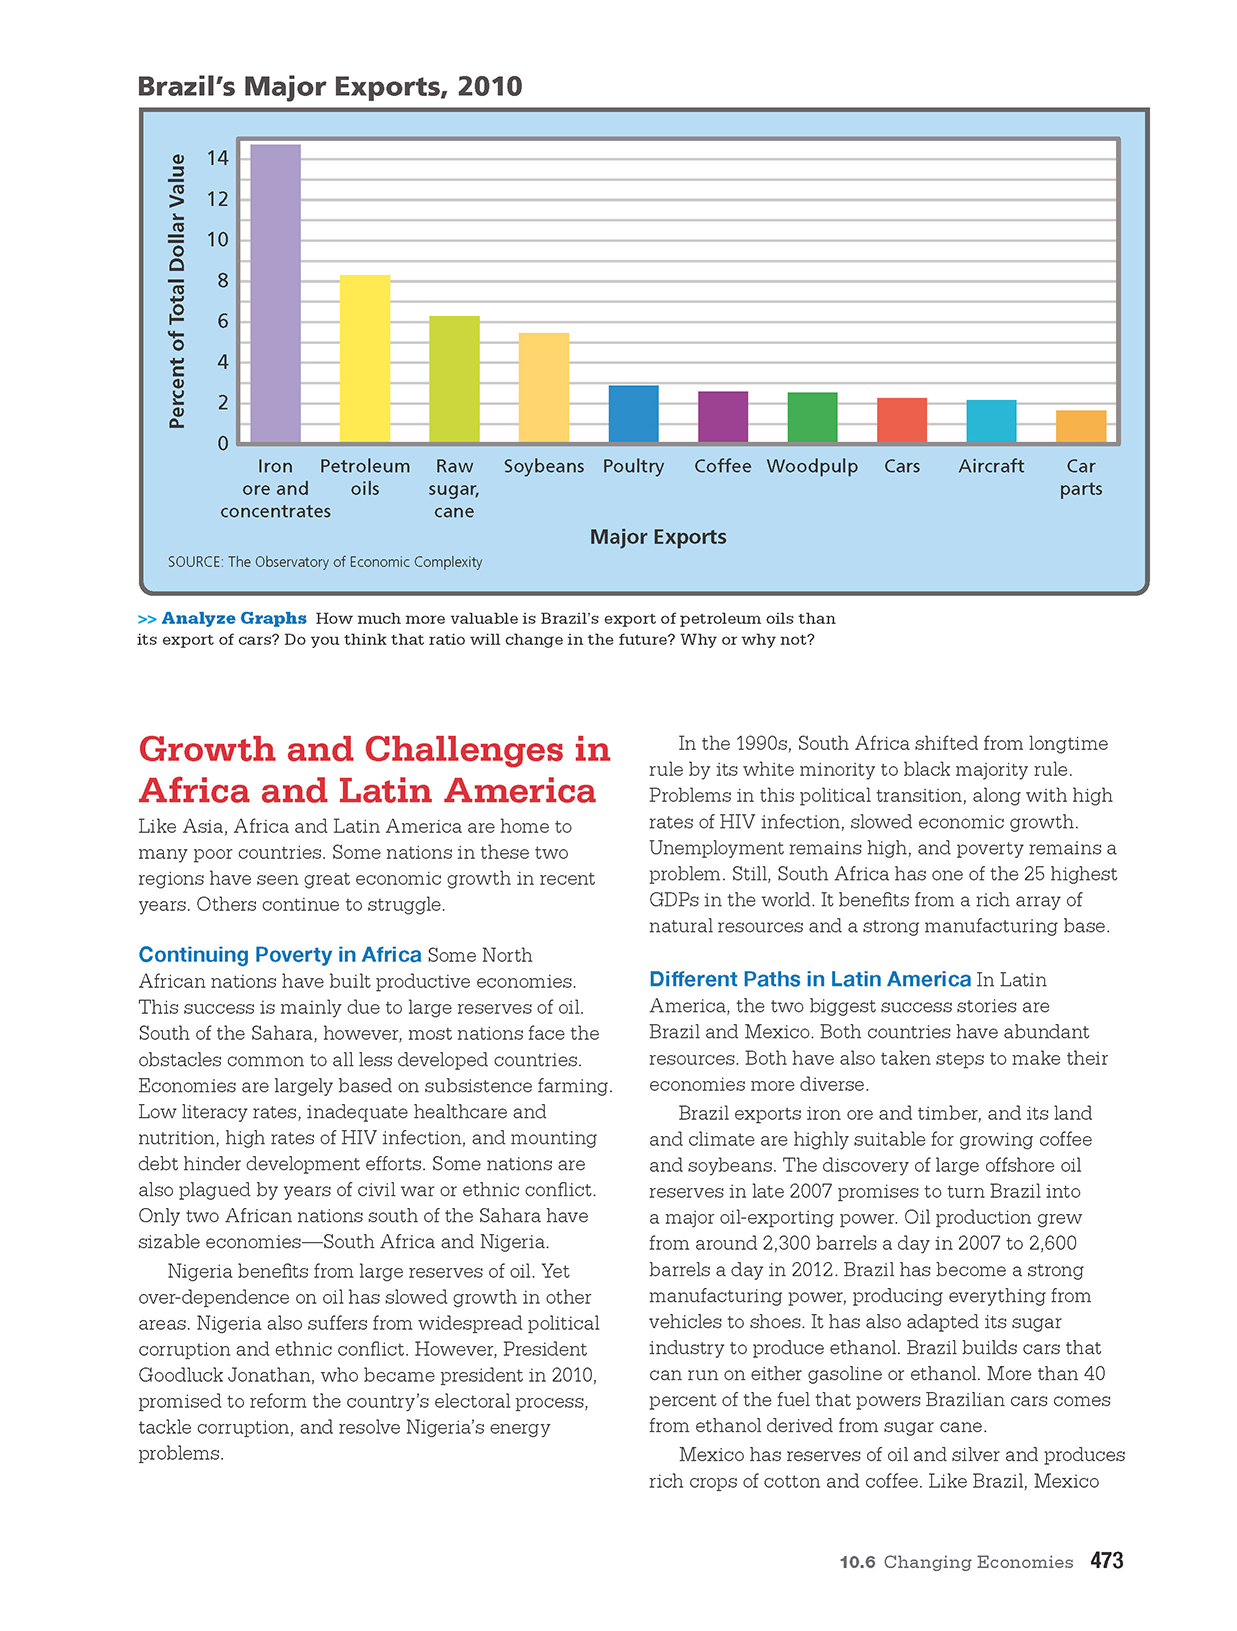 Brazil's Major Exports, 2010
Percent of Total Dollar Value
14
12
10
8
6
4
2
0
Iron ore and concentrates
Petroleum oils
Raw sugar, cane
Soybeans
Poultry
Coffee
Woodpulp
Cars
Aircraft
Car parts
Major Exports
SOURCE: The Observatory of Economic Complexity
>> Analyze Graphs How much more valuable is Brazil's export of petroleum oils than
its export of cars? Do you think that ratio will change in the future? Why or why not?
Growth and Challenges in
Africa and Latin America
Like Asia, Africa and Latin America are home to
many poor countries. Some nations in these two
regions have seen great economic growth in recent
years. Others continue to struggle.
Continuing Poverty in Africa Some North
African nations have built productive economies.
This success is mainly due to large reserves of oil.
South of the Sahara, however, most nations face the
obstacles common to all less developed countries.
Economies are largely based on subsistence farming.
Low literacy rates, inadequate healthcare and
nutrition, high rates of HIV infection, and mounting
debt hinder development efforts. Some nations are
also plagued by years of civil war or ethnic conflict.
Only two African nations south of the Sahara have
sizable economies—South Africa and Nigeria.
Nigeria benefits from large reserves of oil. Yet
over-dependence on oil has slowed growth in other
areas. Nigeria also suffers from widespread political
corruption and ethnic conflict. However, President
Goodluck Jonathan, who became president in 2010,
promised to reform the country's electoral process,
tackle corruption, and resolve Nigeria's energy
problems.
In the 1990s, South Africa shifted from longtime
rule by its white minority to black majority rule.
Problems in this political transition, along with high
rates of HIV infection, slowed economic growth.
Unemployment remains high, and poverty remains a
problem. Still, South Africa has one of the 25 highest
GDPs in the world. It benefits from a rich array of
natural resources and a strong manufacturing base.
Different Paths in Latin America In Latin
America, the two biggest success stories are
Brazil and Mexico. Both countries have abundant
resources. Both have also taken steps to make their
economies more diverse.
Brazil exports iron ore and timber, and its land
and climate are highly suitable for growing coffee
and soybeans. The discovery of large offshore oil
reserves in late 2007 promises to turn Brazil into
a major oil-exporting power. Oil production grew
from around 2,300 barrels a day in 2007 to 2,600
barrels a day in 2012. Brazil has become a strong
manufacturing power, producing everything from
vehicles to shoes. It has also adapted its sugar
industry to produce ethanol. Brazil builds cars that
can run on either gasoline or ethanol. More than 40
percent of the fuel that powers Brazilian cars comes
from ethanol derived from sugar cane.
Mexico has reserves of oil and silver and produces
rich crops of cotton and coffee. Like Brazil, Mexico
10.6 Changing Economies 473